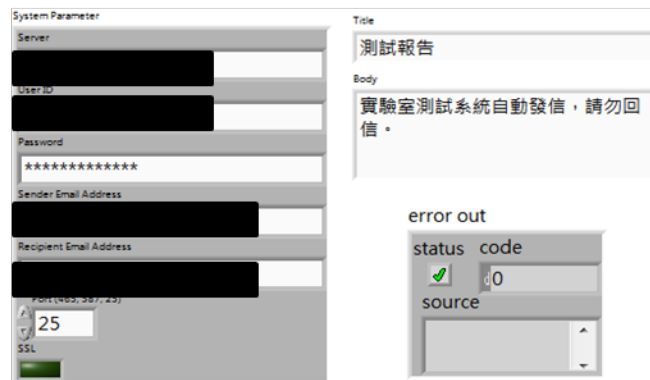 System Parameter
Server
User ID
Password
*************
Sender Email Address
Recipient Email Address
Port (465, 587, 25)
25
SSL
Title
測試報告
Body
實驗室測試系統自動發信，請勿回
信。
error out
status code
d0
source